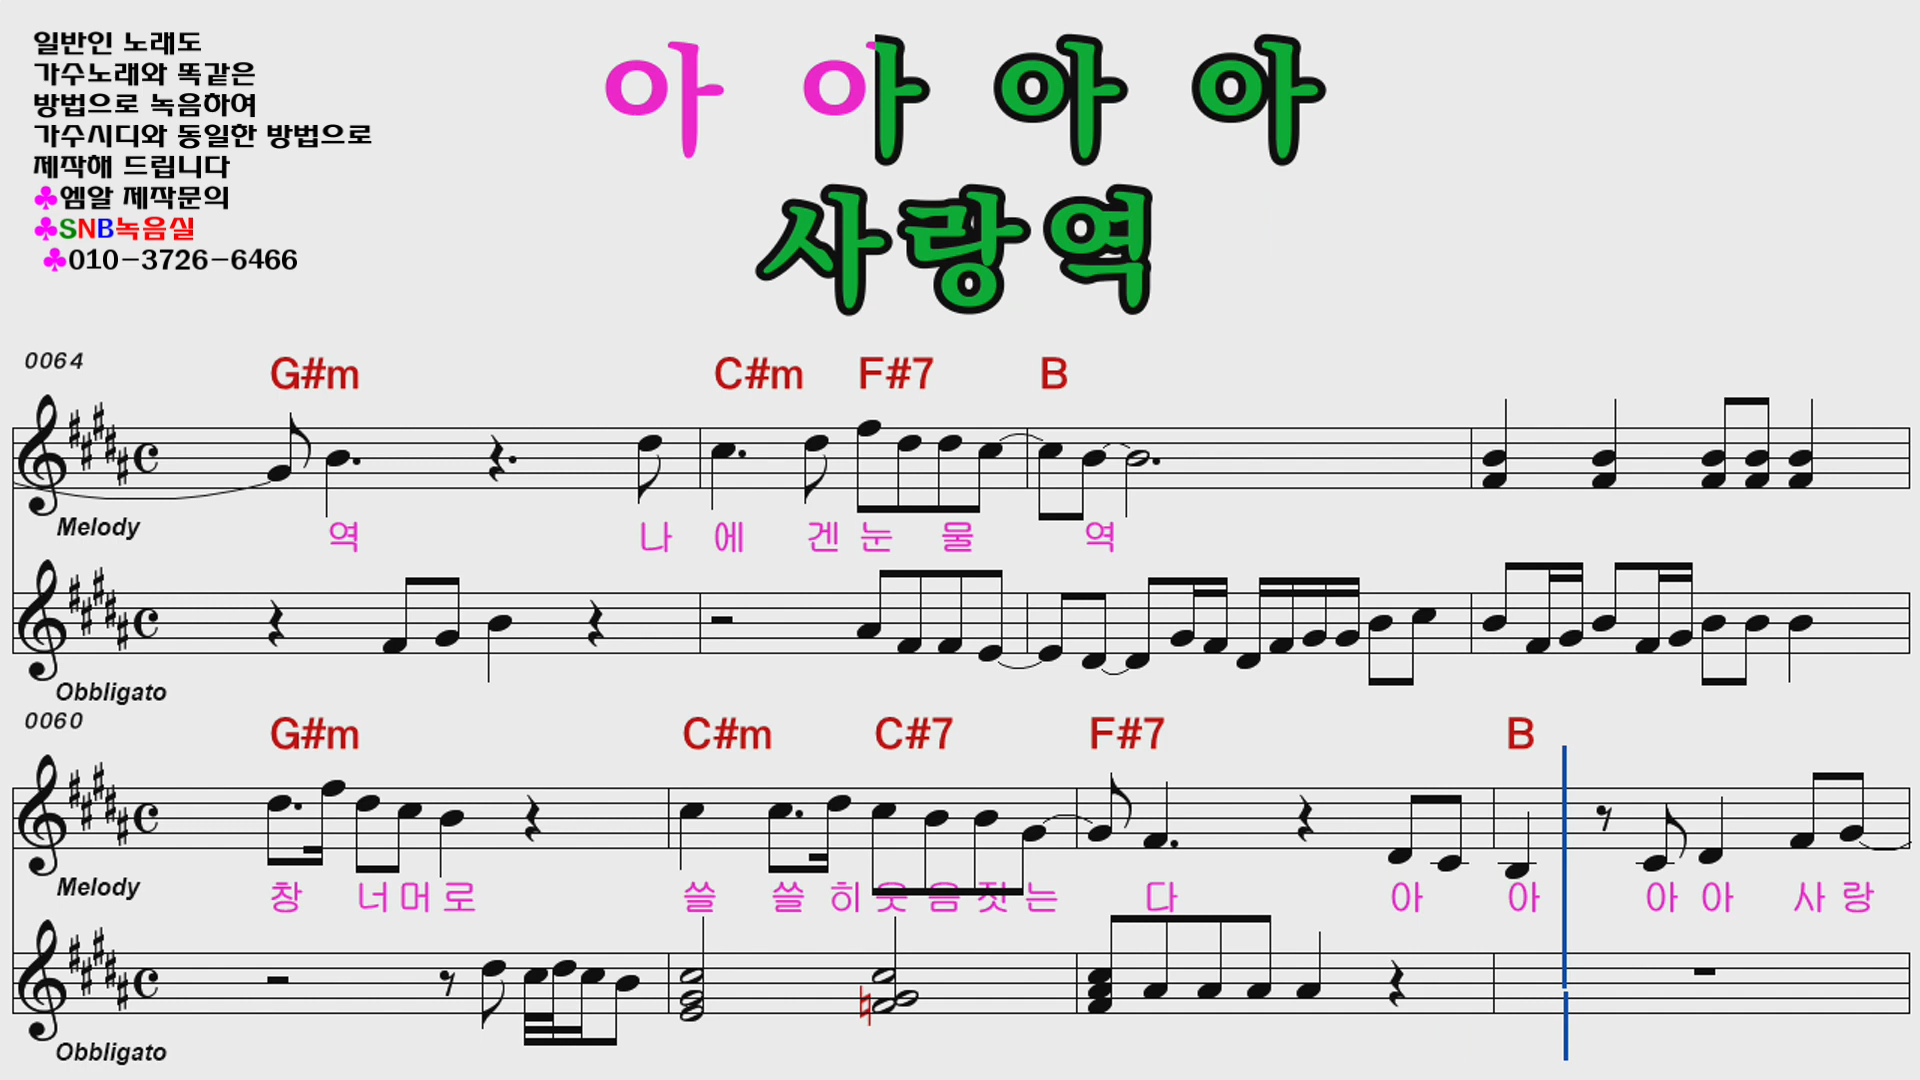 일반인 노래도
가수노래와 똑같은
방법으로 녹음하여
가수시디와 동일한 방법으로
제작해 드립니다
♣엠알 제작문의
♣SNB녹음실
♣010-3726-6466
아 아 아 아
사랑역
0064
G#m C#m F#7 B
Melody
역 나 에 겐 눈 물 역
Obbligato
0060
G#m C#m C#7 F#7 B
Melody
창 너 머 로 쓸 쓸 히 웃 음 짓 는 다 아 아 아 아 사 랑
Obbligato